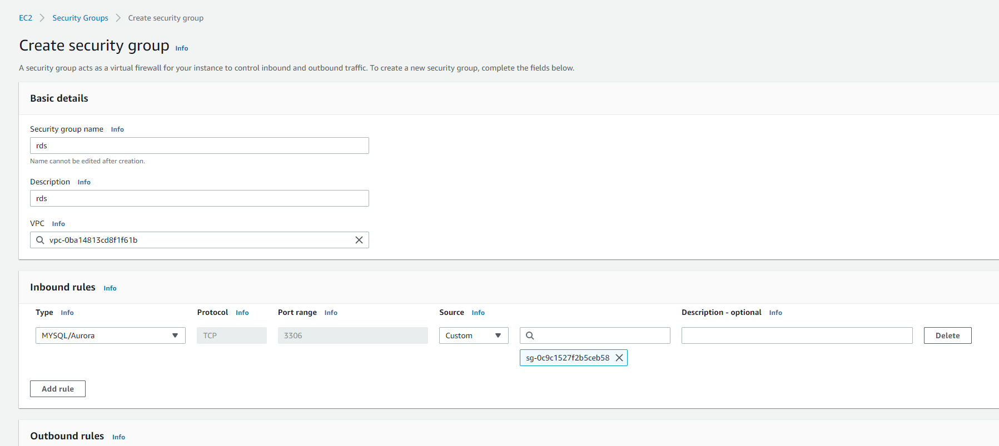 EC2 > Security Groups > Create security group
Create security group Info
A security group acts as a virtual firewall for your instance to control inbound and outbound traffic. To create a new security group, complete the fields below.
Basic details
Security group name Info
rds
Name cannot be edited after creation.
Description Info
rds
VPC Info
vpc-0ba14813cd8f1f61b
Inbound rules Info
Type Info Protocol Info Port range Info Source Info Description - optional Info
MYSQL/Aurora TCP 3306 Custom Delete
sg-0c9c1527f2b5ceb58
Add rule
Outbound rules Info